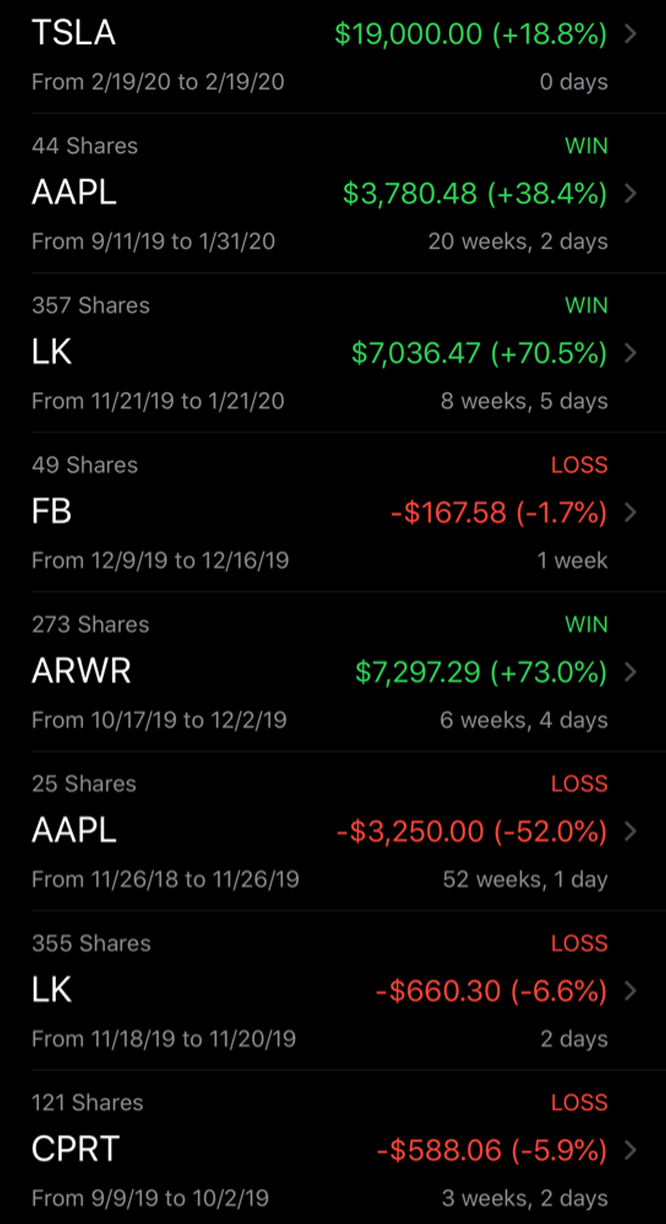 TSLA $19,000.00 (+18.8%)
From 2/19/20 to 2/19/20 0 days
44 Shares WIN
AAPL $3,780.48 (+38.4%)
From 9/11/19 to 1/31/20 20 weeks, 2 days
357 Shares WIN
LK $7,036.47 (+70.5%)
From 11/21/19 to 1/21/20 8 weeks, 5 days
49 Shares LOSS
FB -$167.58 (-1.7%)
From 12/9/19 to 12/16/19 1 week
273 Shares WIN
ARWR $7,297.29 (+73.0%)
From 10/17/19 to 12/2/19 6 weeks, 4 days
25 Shares LOSS
AAPL -$3,250.00 (-52.0%)
From 11/26/18 to 11/26/19 52 weeks, 1 day
355 Shares LOSS
LK -$660.30 (-6.6%)
From 11/18/19 to 11/20/19 2 days
121 Shares LOSS
CPRT -$588.06 (-5.9%)
From 9/9/19 to 10/2/19 3 weeks, 2 days